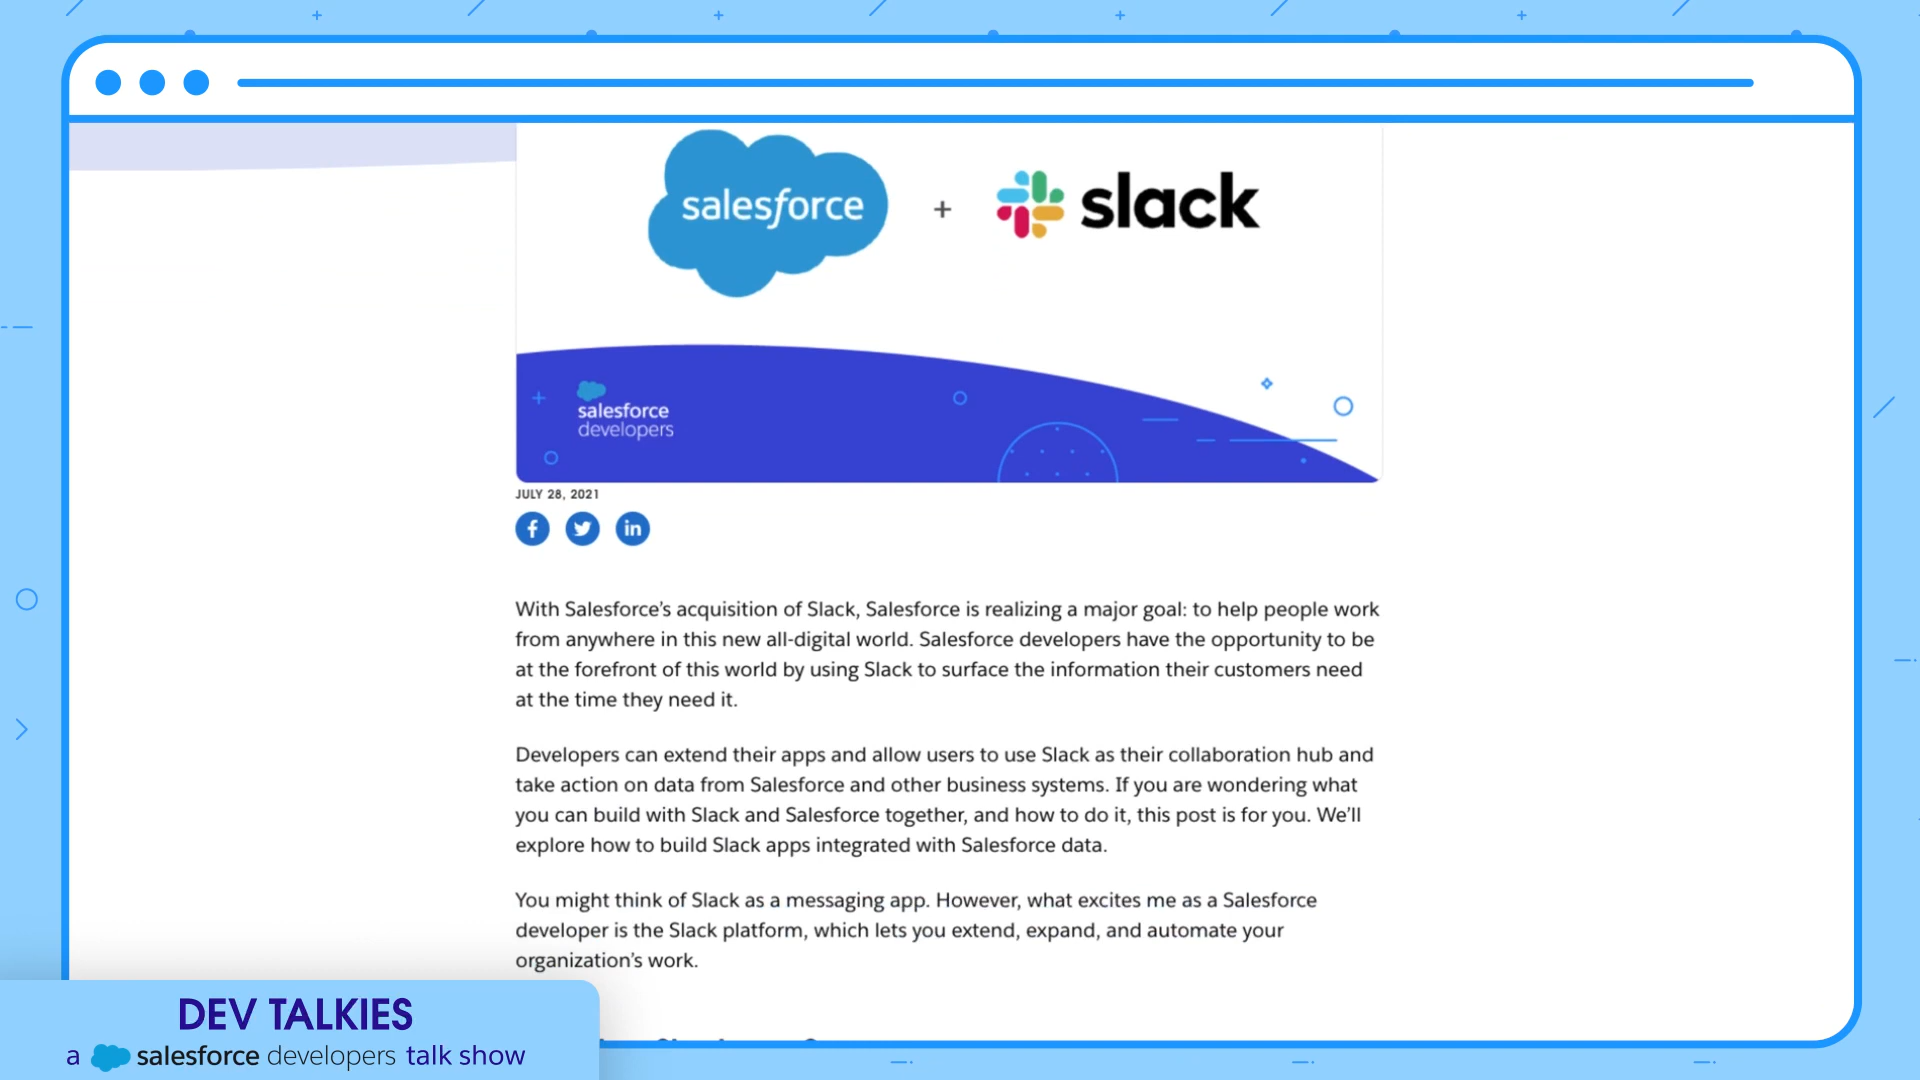 salesforce + slack
salesforce
developers
JULY 28, 2021
With Salesforce’s acquisition of Slack, Salesforce is realizing a major goal: to help people work
from anywhere in this new all-digital world. Salesforce developers have the opportunity to be
at the forefront of this world by using Slack to surface the information their customers need
at the time they need it.
Developers can extend their apps and allow users to use Slack as their collaboration hub and
take action on data from Salesforce and other business systems. If you are wondering what
you can build with Slack and Salesforce together, and how to do it, this post is for you. We’ll
explore how to build Slack apps integrated with Salesforce data.
You might think of Slack as a messaging app. However, what excites me as a Salesforce
developer is the Slack platform, which lets you extend, expand, and automate your
organization’s work.
DEV TALKIES
a salesforce developers talk show